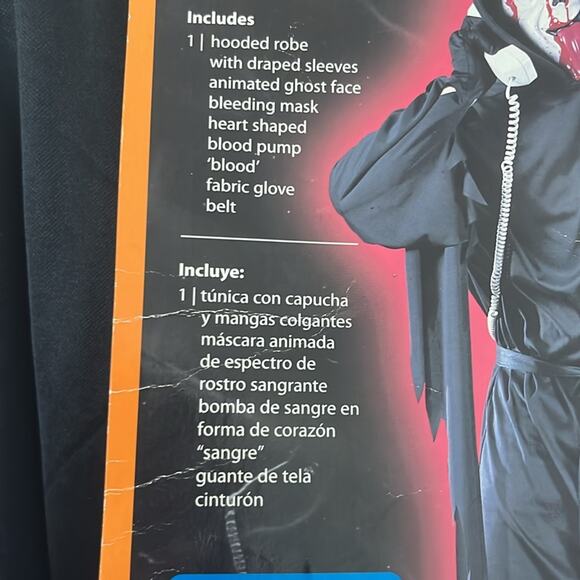 Includes
1 | hooded robe
with draped sleeves
animated ghost face
bleeding mask
heart shaped
blood pump
‘blood’
fabric glove
belt
Incluye:
1 | túnica con capucha
y mangas colgantes
máscara animada
de espectro de
rostro sangrante
bomba de sangre en
forma de corazón
“sangre”
guante de tela
cinturón